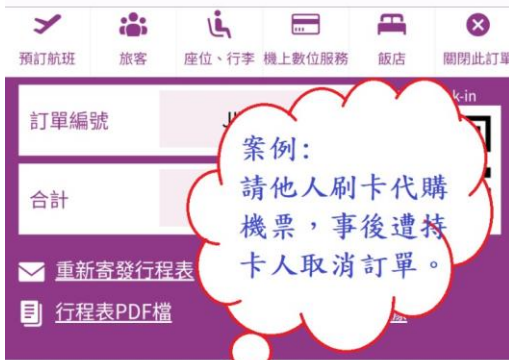 預訂航班 旅客 座位、行李 機上數位服務 飯店 關閉此訂單
k-in
訂單編號
案例:
請他人刷卡代購
合計
機票，事後遭持
卡人取消訂單。
重新寄發行程表
行程表PDF檔